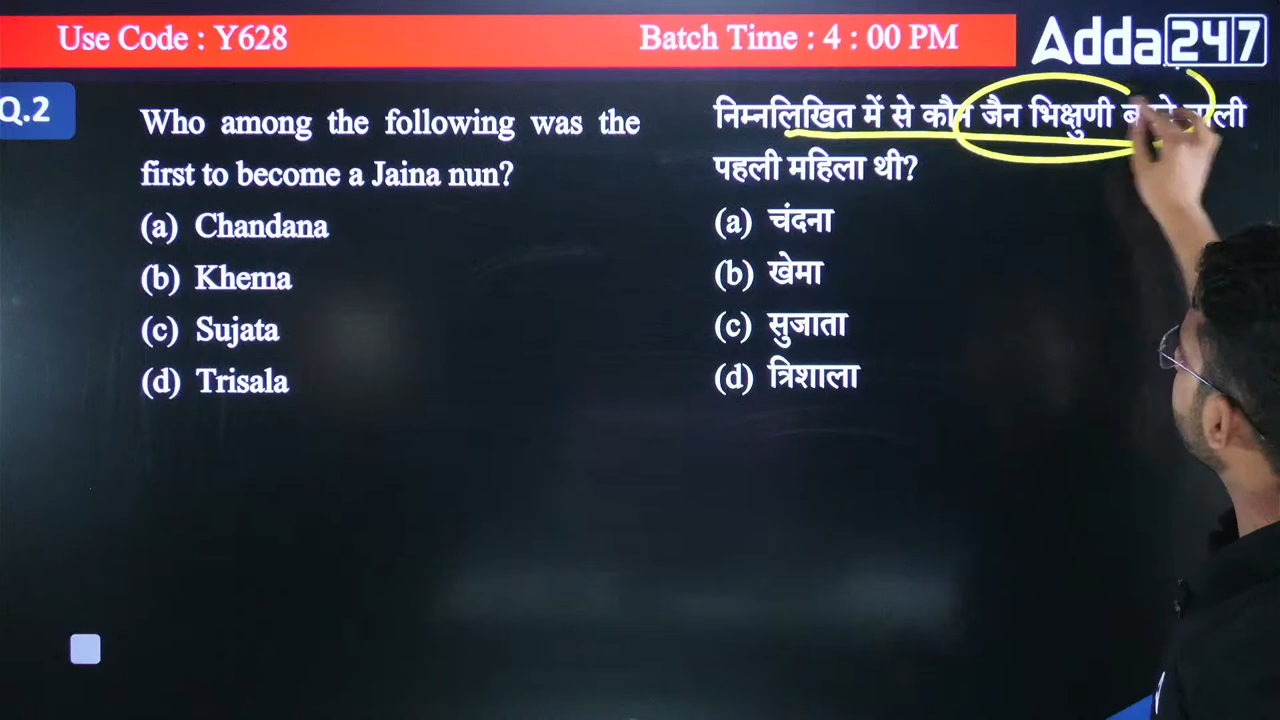 Use Code : Y628
Batch Time : 4 : 00 PM
Adda247
Q.2
Who among the following was the
first to become a Jaina nun?
(a) Chandana
(b) Khema
(c) Sujata
(d) Trisala
निम्नलिखित में से कौन जैन भिक्षुणी
पहली महिला थी?
(a) चंदना
(b) खेमा
(c) सुजाता
(d) त्रिशाला